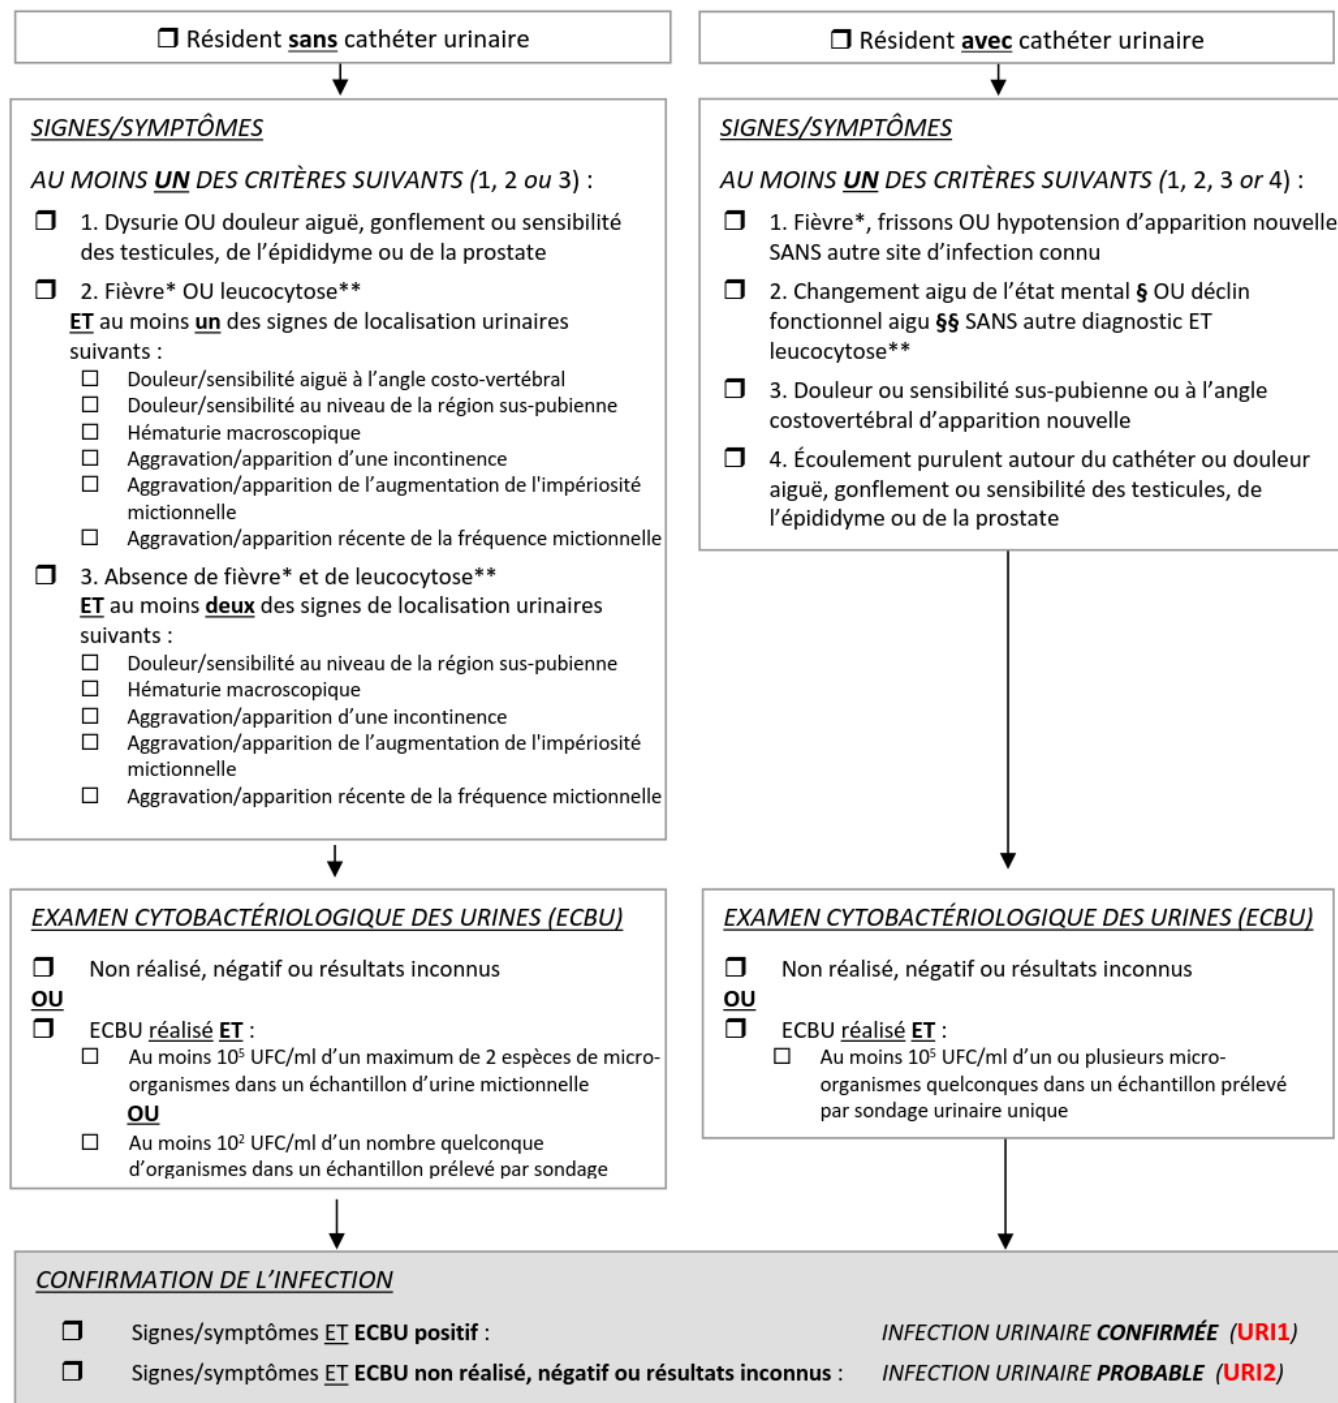 ❒ Résident sans cathéter urinaire
SIGNES/SYMPTÔMES
AU MOINS UN DES CRITÈRES SUIVANTS (1, 2 ou 3) :
❒ 1. Dysurie OU douleur aiguë, gonflement ou sensibilité
des testicules, de l’épididyme ou de la prostate
❒ 2. Fièvre* OU leucocytose**
ET au moins un des signes de localisation urinaires
suivants :
☐ Douleur/sensibilité aiguë à l’angle costo-vertébral
☐ Douleur/sensibilité au niveau de la région sus-pubienne
☐ Hématurie macroscopique
☐ Aggravation/apparition d’une incontinence
☐ Aggravation/apparition de l’augmentation de l'impériosité
mictionnelle
☐ Aggravation/apparition récente de la fréquence mictionnelle
❒ 3. Absence de fièvre* et de leucocytose**
ET au moins deux des signes de localisation urinaires
suivants :
☐ Douleur/sensibilité au niveau de la région sus-pubienne
☐ Hématurie macroscopique
☐ Aggravation/apparition d’une incontinence
☐ Aggravation/apparition de l’augmentation de l'impériosité
mictionnelle
☐ Aggravation/apparition récente de la fréquence mictionnelle
EXAMEN CYTOBACTÉRIOLOGIQUE DES URINES (ECBU)
❒ Non réalisé, négatif ou résultats inconnus
OU
❒ ECBU réalisé ET :
☐ Au moins 10⁵ UFC/ml d’un maximum de 2 espèces de micro-
organismes dans un échantillon d’urine mictionnelle
OU
☐ Au moins 10² UFC/ml d’un nombre quelconque
d’organismes dans un échantillon prélevé par sondage
❒ Résident avec cathéter urinaire
SIGNES/SYMPTÔMES
AU MOINS UN DES CRITÈRES SUIVANTS (1, 2, 3 or 4) :
❒ 1. Fièvre*, frissons OU hypotension d’apparition nouvelle
SANS autre site d’infection connu
❒ 2. Changement aigu de l’état mental § OU déclin
fonctionnel aigu §§ SANS autre diagnostic ET
leucocytose**
❒ 3. Douleur ou sensibilité sus-pubienne ou à l’angle
costovertébral d’apparition nouvelle
❒ 4. Écoulement purulent autour du cathéter ou douleur
aiguë, gonflement ou sensibilité des testicules, de
l’épididyme ou de la prostate
EXAMEN CYTOBACTÉRIOLOGIQUE DES URINES (ECBU)
❒ Non réalisé, négatif ou résultats inconnus
OU
❒ ECBU réalisé ET :
☐ Au moins 10⁵ UFC/ml d’un ou plusieurs micro-
organismes quelconques dans un échantillon prélevé
par sondage urinaire unique
CONFIRMATION DE L’INFECTION
❒ Signes/symptômes ET ECBU positif : INFECTION URINAIRE CONFIRMÉE (URI1)
❒ Signes/symptômes ET ECBU non réalisé, négatif ou résultats inconnus : INFECTION URINAIRE PROBABLE (URI2)